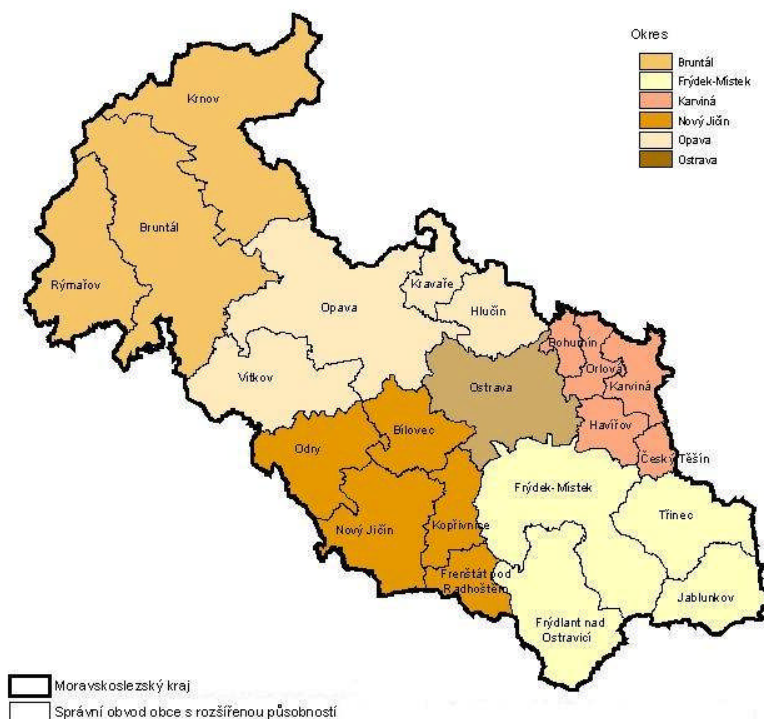 Okres
Bruntál
Frýdek-Místek
Karviná
Nový Jičín
Opava
Ostrava
Krnov
Bruntál
Rýmařov
Opava
Kravaře
Hlučín
Vítkov
Ostrava
Bohumín
Orlová
Karviná
Havířov
Český Těšín
Odry
Bílovec
Nový Jičín
Kopřivnice
Frenštát pod
Radhoštěm
Frýdek-Místek
Třinec
Jablunkov
Frýdlant nad
Ostravicí
Moravskoslezský kraj
Správní obvod obce s rozšířenou působností